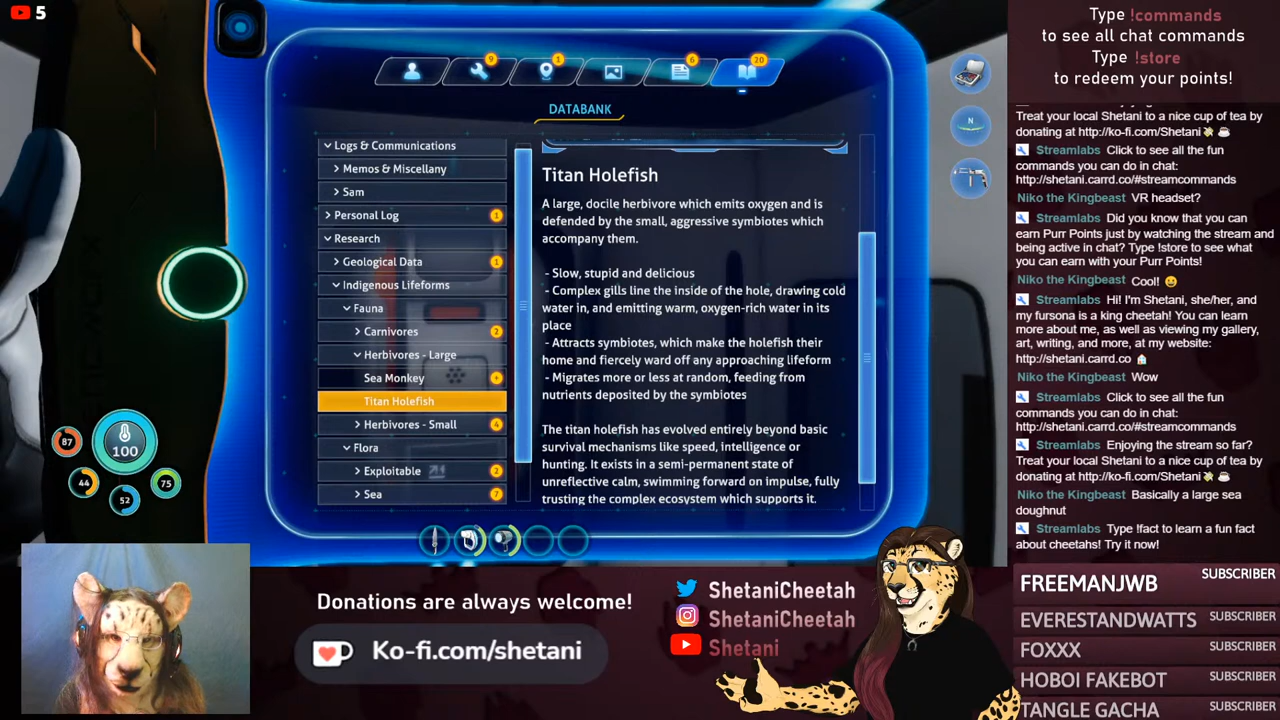 5
9
1
6
20
DATABANK
Logs & Communications
Memos & Miscellany
Sam
Personal Log 1
Research
Geological Data 1
Indigenous Lifeforms
Fauna
Carnivores 2
Herbivores - Large
Sea Monkey
Titan Holefish
Herbivores - Small 4
Flora
Exploitable 2
Sea 7
Titan Holefish
A large, docile herbivore which emits oxygen and is
defended by the small, aggressive symbiotes which
accompany them.
- Slow, stupid and delicious
- Complex gills line the inside of the hole, drawing cold
water in, and emitting warm, oxygen-rich water in its
place
- Attracts symbiotes, which make the holefish their
home and fiercely ward off any approaching lifeform
- Migrates more or less at random, feeding from
nutrients deposited by the symbiotes
The titan holefish has evolved entirely beyond basic
survival mechanisms like speed, intelligence or
hunting. It exists in a semi-permanent state of
unreflective calm, swimming forward on impulse, fully
trusting the complex ecosystem which supports it.
N
87
100
44
52
75
Donations are always welcome!
Ko-fi.com/shetani
ShetaniCheetah
ShetaniCheetah
Shetani
Type !commands
to see all chat commands
Type !store
to redeem your points!
Treat your local Shetani to a nice cup of tea by
donating at http://ko-fi.com/Shetani💸 ☕
Streamlabs Click to see all the fun
commands you can do in chat:
http://shetani.carrd.co/#streamcommands
Niko the Kingbeast VR headset?
Streamlabs Did you know that you can
earn Purr Points just by watching the stream and
being active in chat? Type !store to see what
you can earn with your Purr Points!
Niko the Kingbeast Cool! 😀
Streamlabs Hi! I'm Shetani, she/her, and
my fursona is a king cheetah! You can learn
more about me, as well as viewing my gallery,
art, writing, and more, at my website:
http://shetani.carrd.co 🏠
Niko the Kingbeast Wow
Streamlabs Click to see all the fun
commands you can do in chat:
http://shetani.carrd.co/#streamcommands
Streamlabs Enjoying the stream so far?
Treat your local Shetani to a nice cup of tea by
donating at http://ko-fi.com/Shetani💸 ☕
Niko the Kingbeast Basically a large sea
doughnut
Streamlabs Type !fact to learn a fun fact
about cheetahs! Try it now!
FREEMANJWB SUBSCRIBER
EVERESTANDWATTS SUBSCRIBER
FOXXX SUBSCRIBER
HOBOI FAKEBOT SUBSCRIBER
TANGLE GACHA SUBSCRIBER